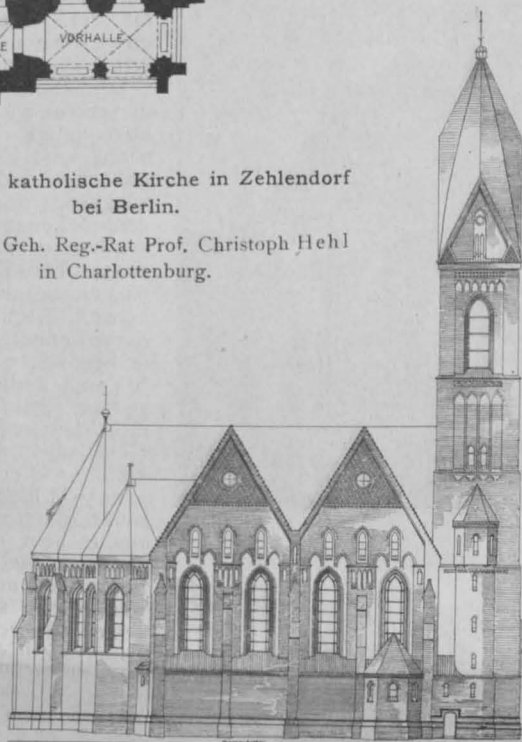 E
VORHALLE
katholische Kirche in Zehlendorf
bei Berlin.
Geh. Reg.-Rat Prof. Christoph Hehl
in Charlottenburg.